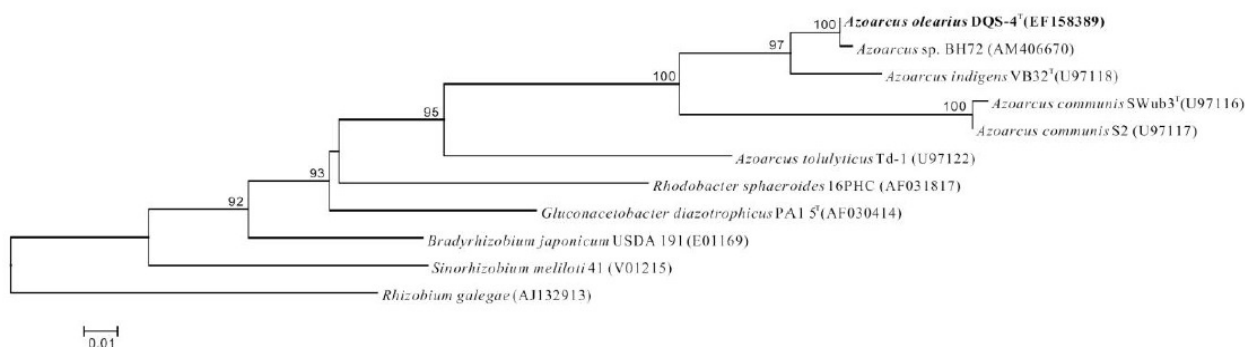 100 Azoarcus olearius DQS-4ᵀ(EF158389)
97 Azoarcus sp. BH72 (AM406670)
100 Azoarcus indigens VB32ᵀ(U97118)
100 Azoarcus communis SWub3ᵀ(U97116)
95
Azoarcus communis S2 (U97117)
Azoarcus tolulyticus Td-1 (U97122)
93
Rhodobacter sphaeroides 16PHC (AF031817)
92
Gluconacetobacter diazotrophicus PA1 5ᵀ(AF030414)
Bradyrhizobium japonicum USDA 191 (E01169)
Sinorhizobium meliloti 41 (V01215)
Rhizobium galegae (AJ132913)
0.01